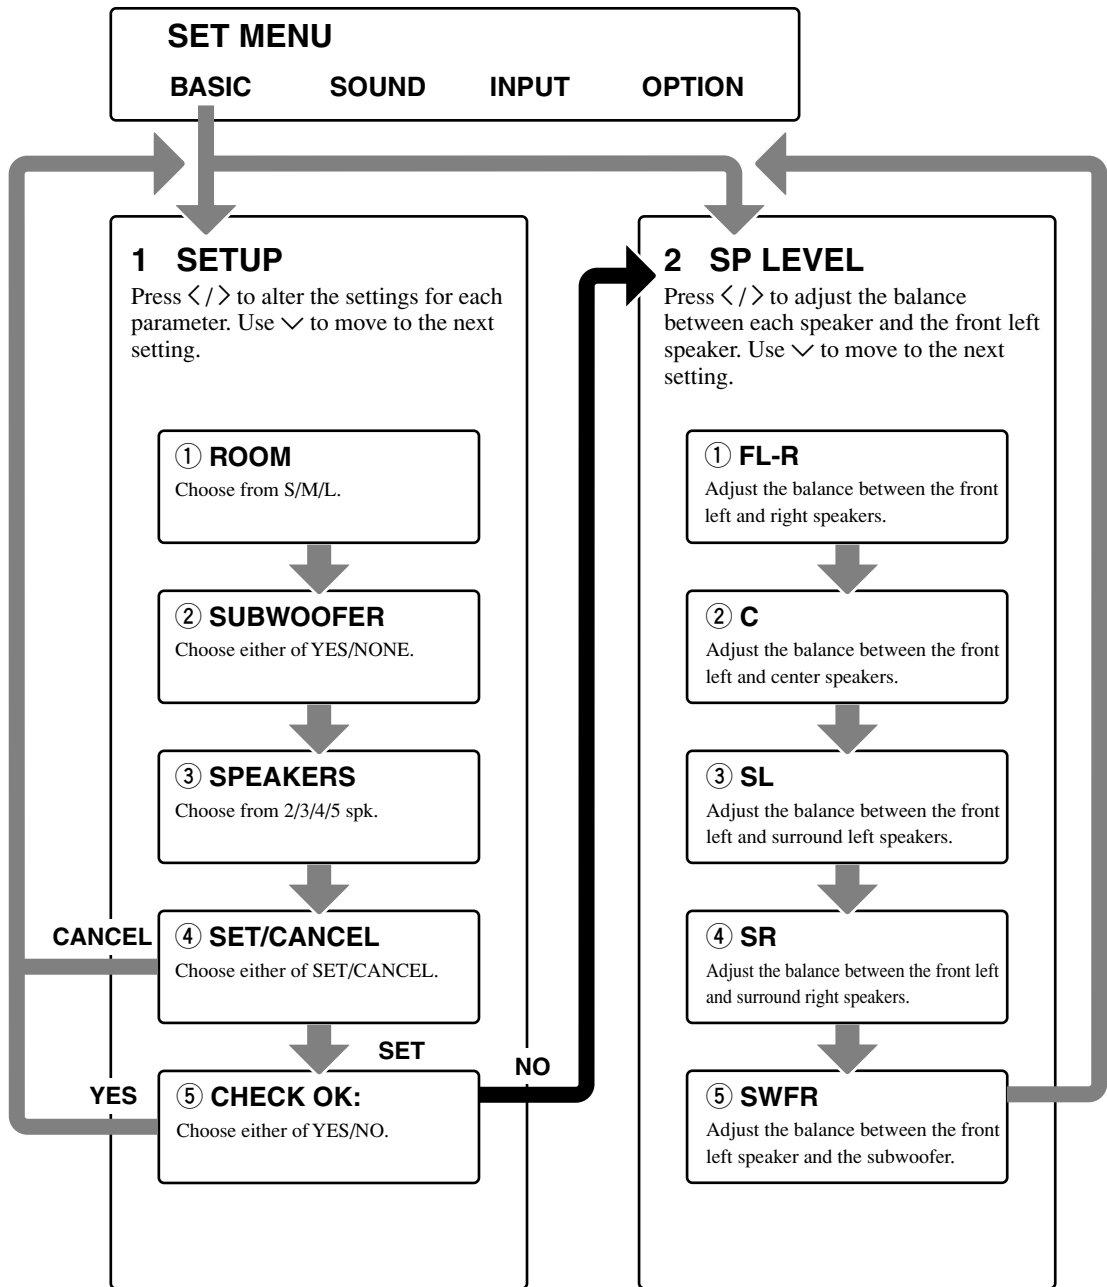 SET MENU
BASIC SOUND INPUT OPTION
1 SETUP
Press < / > to alter the settings for each
parameter. Use ∨ to move to the next
setting.
① ROOM
Choose from S/M/L.
② SUBWOOFER
Choose either of YES/NONE.
③ SPEAKERS
Choose from 2/3/4/5 spk.
CANCEL
④ SET/CANCEL
Choose either of SET/CANCEL.
SET
NO
YES
⑤ CHECK OK:
Choose either of YES/NO.
2 SP LEVEL
Press < / > to adjust the balance
between each speaker and the front left
speaker. Use ∨ to move to the next
setting.
① FL-R
Adjust the balance between the front
left and right speakers.
② C
Adjust the balance between the front
left and center speakers.
③ SL
Adjust the balance between the front
left and surround left speakers.
④ SR
Adjust the balance between the front left
and surround right speakers.
⑤ SWFR
Adjust the balance between the front
left speaker and the subwoofer.